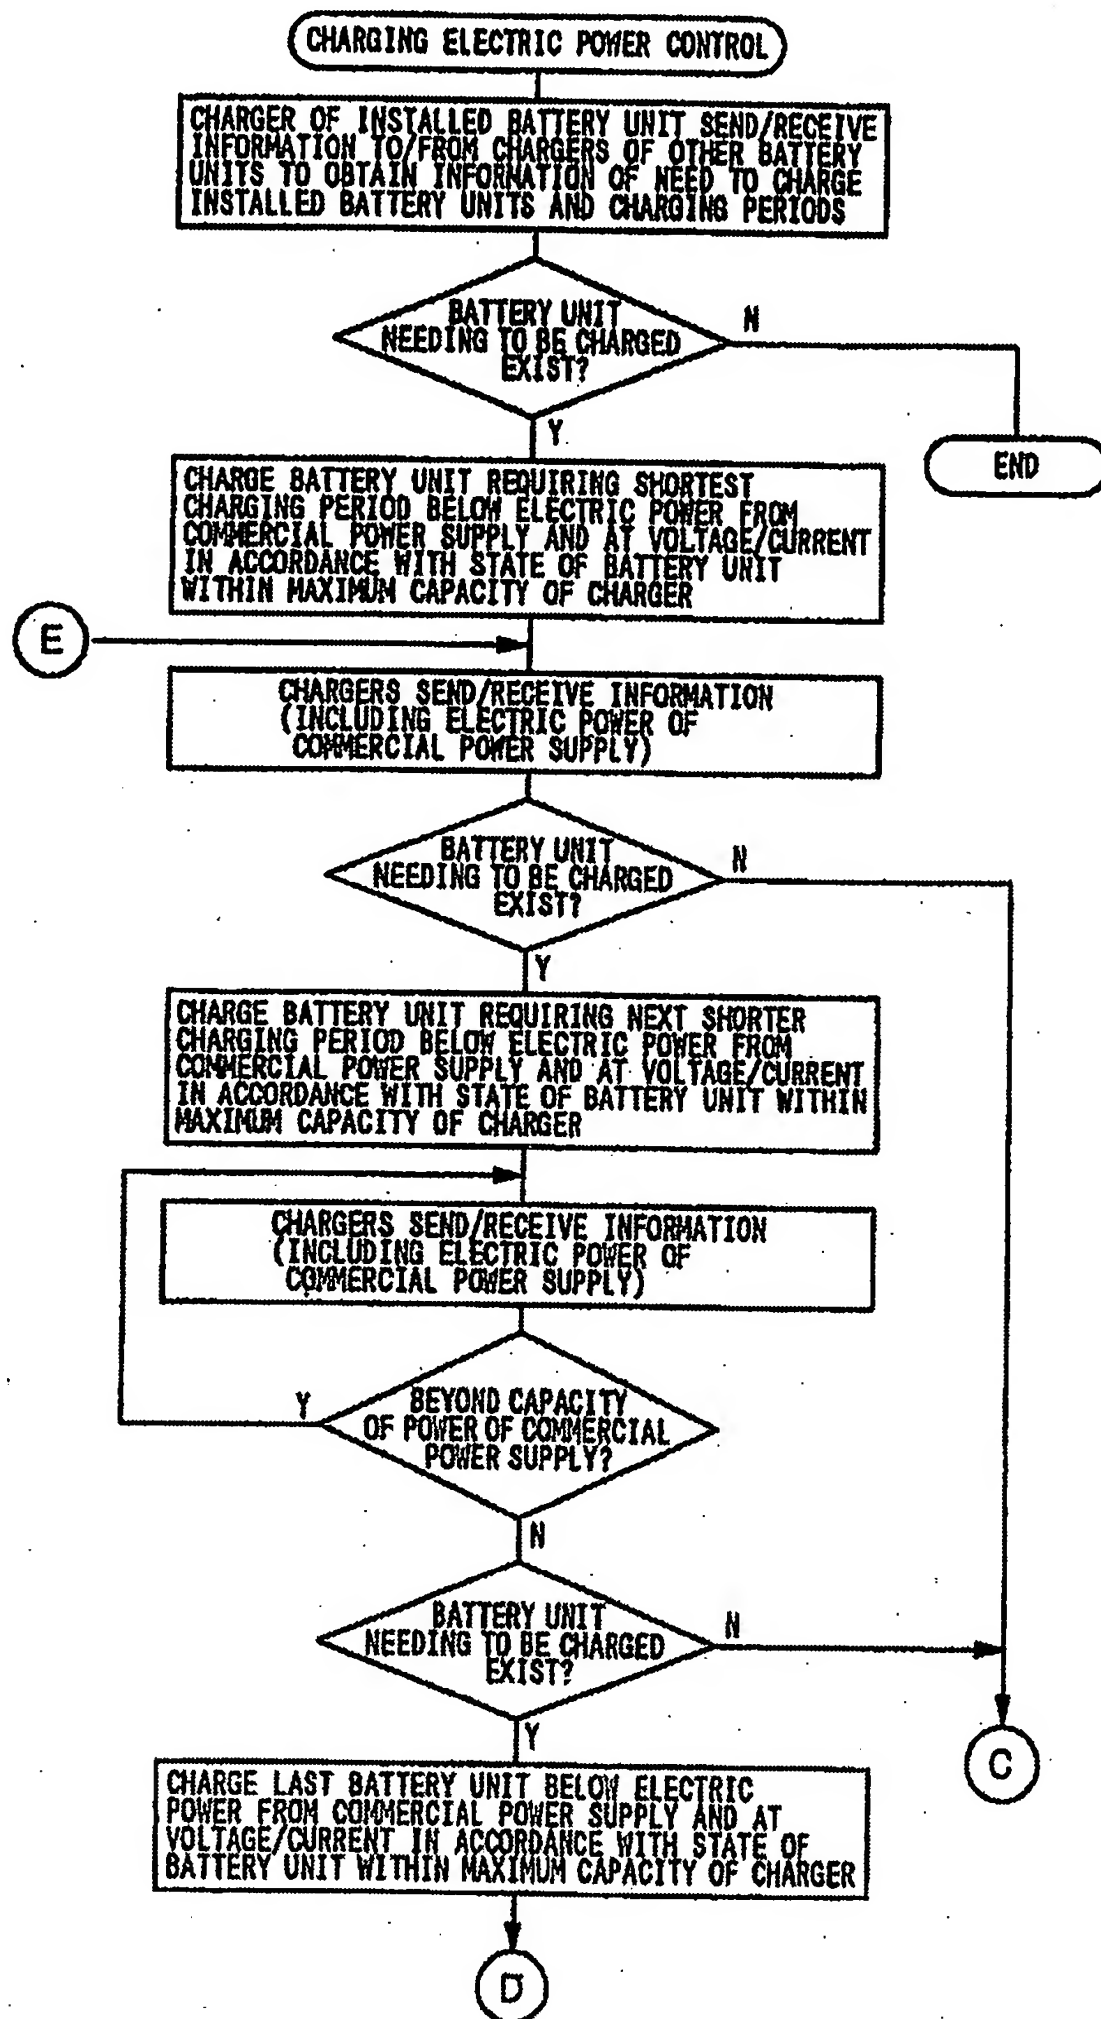 CHARGING ELECTRIC POWER CONTROL
CHARGER OF INSTALLED BATTERY UNIT SEND/RECEIVE
INFORMATION TO/FROM CHARGERS OF OTHER BATTERY
UNITS TO OBTAIN INFORMATION OF NEED TO CHARGE
INSTALLED BATTERY UNITS AND CHARGING PERIODS
BATTERY UNIT
NEEDING TO BE CHARGED
EXIST?
N
Y
END
CHARGE BATTERY UNIT REQUIRING SHORTEST
CHARGING PERIOD BELOW ELECTRIC POWER FROM
COMMERCIAL POWER SUPPLY AND AT VOLTAGE/CURRENT
IN ACCORDANCE WITH STATE OF BATTERY UNIT
WITHIN MAXIMUM CAPACITY OF CHARGER
E
CHARGERS SEND/RECEIVE INFORMATION
(INCLUDING ELECTRIC POWER OF
COMMERCIAL POWER SUPPLY)
BATTERY UNIT
NEEDING TO BE CHARGED
EXIST?
N
Y
CHARGE BATTERY UNIT REQUIRING NEXT SHORTER
CHARGING PERIOD BELOW ELECTRIC POWER FROM
COMMERCIAL POWER SUPPLY AND AT VOLTAGE/CURRENT
IN ACCORDANCE WITH STATE OF BATTERY UNIT WITHIN
MAXIMUM CAPACITY OF CHARGER
CHARGERS SEND/RECEIVE INFORMATION
(INCLUDING ELECTRIC POWER OF
COMMERCIAL POWER SUPPLY)
Y
BEYOND CAPACITY
OF POWER OF COMMERCIAL
POWER SUPPLY?
N
BATTERY UNIT
NEEDING TO BE CHARGED
EXIST?
N
Y
C
CHARGE LAST BATTERY UNIT BELOW ELECTRIC
POWER FROM COMMERCIAL POWER SUPPLY AND AT
VOLTAGE/CURRENT IN ACCORDANCE WITH STATE OF
BATTERY UNIT WITHIN MAXIMUM CAPACITY OF CHARGER
D